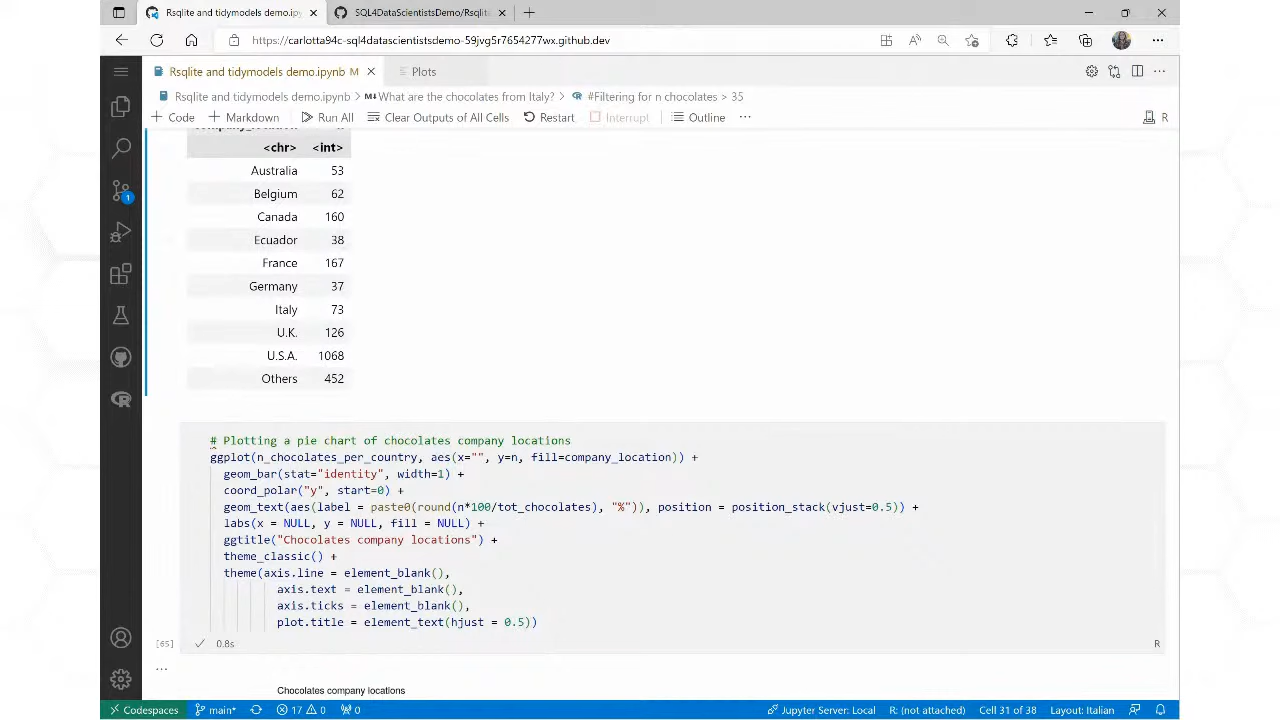 Rsqlite and tidymodels demo.ipy
SQL4DataScientistsDemo/Rsqlit
https://carlotta94c-sql4datascientistsdemo-59jvg5r7654277wx.github.dev
Rsqlite and tidymodels demo.ipynb M
Plots
Rsqlite and tidymodels demo.ipynb > M↓What are the chocolates from Italy? > #Filtering for n chocolates > 35
+ Code + Markdown Run All Clear Outputs of All Cells Restart Interrupt Outline ... R
<chr> <int>
Australia 53
Belgium 62
Canada 160
Ecuador 38
France 167
Germany 37
Italy 73
U.K. 126
U.S.A. 1068
Others 452
# Plotting a pie chart of chocolates company locations
ggplot(n_chocolates_per_country, aes(x="", y=n, fill=company_location)) +
geom_bar(stat="identity", width=1) +
coord_polar("y", start=0) +
geom_text(aes(label = paste0(round(n*100/tot_chocolates), "%")), position = position_stack(vjust=0.5)) +
labs(x = NULL, y = NULL, fill = NULL) +
ggtitle("Chocolates company locations") +
theme_classic() +
theme(axis.line = element_blank(),
axis.text = element_blank(),
axis.ticks = element_blank(),
plot.title = element_text(hjust = 0.5))
[65] ✓ 0.8s R
...
Chocolates company locations
Codespaces main* 17 0 0 Jupyter Server: Local R: (not attached) Cell 31 of 38 Layout: Italian